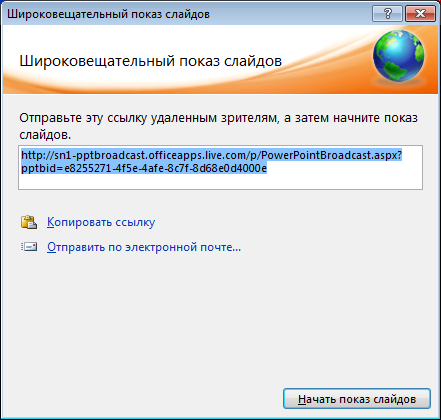 Широковещательный показ слайдов
Широковещательный показ слайдов
Отправьте эту ссылку удаленным зрителям, а затем начните показ
слайдов.
http://sn1-pptbroadcast.officeapps.live.com/p/PowerPointBroadcast.aspx?
pptbid=e8255271-4f5e-4afe-8c7f-8d68e0d4000e
Копировать ссылку
Отправить по электронной почте...
Начать показ слайдов